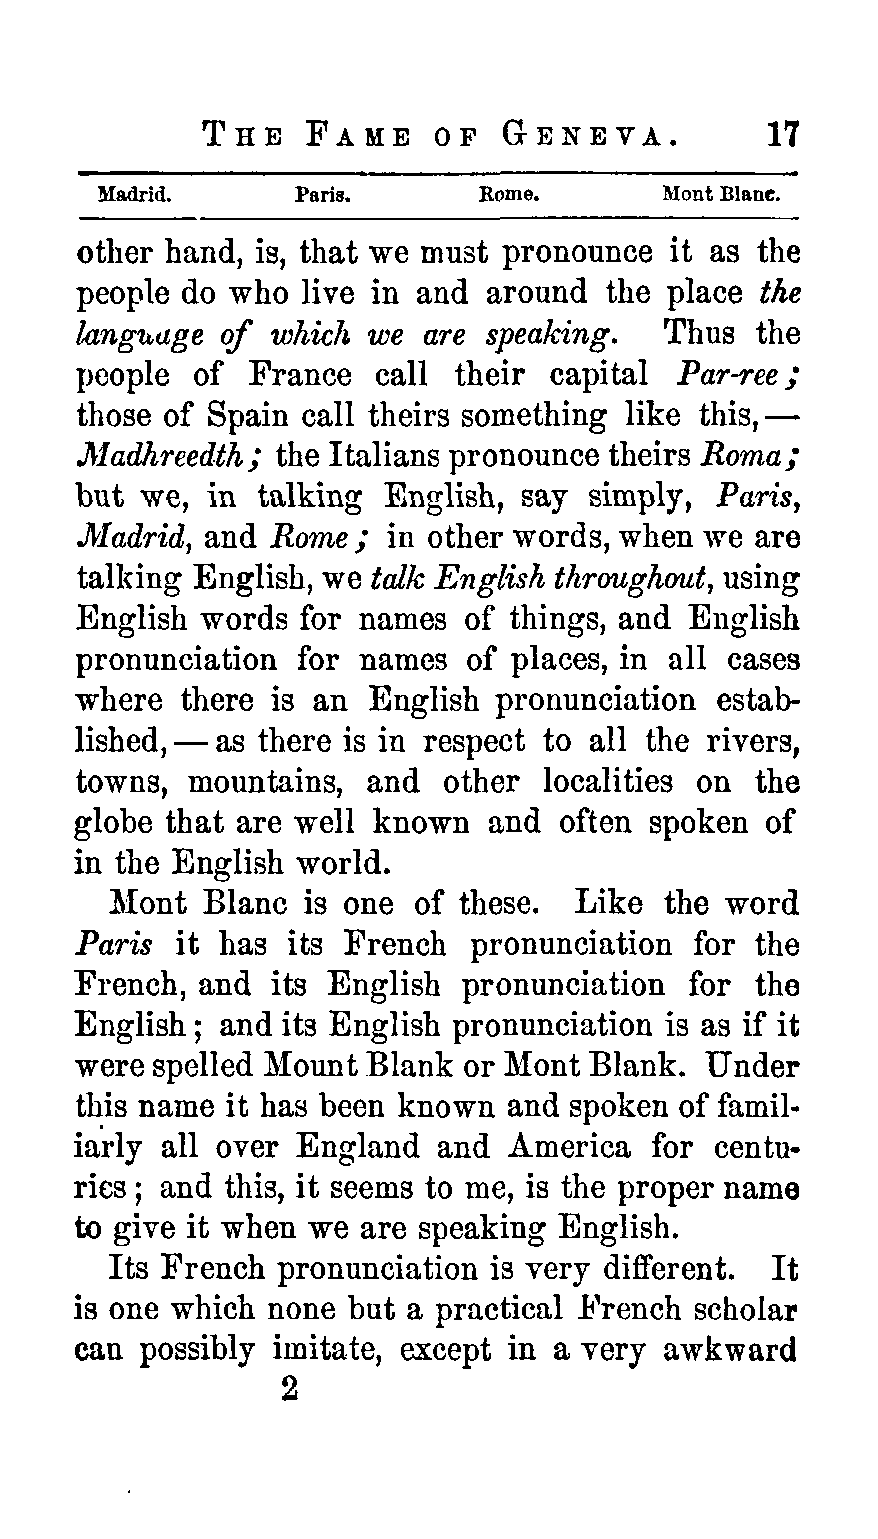 THE FAME OF GENEVA. 17
Madrid. Paris. Rome. Mont Blanc.
other hand, is, that we must pronounce it as the
people do who live in and around the place the
language of which we are speaking. Thus the
people of France call their capital Par-ree;
those of Spain call theirs something like this,—
Madhreedth; the Italians pronounce theirs Roma;
but we, in talking English, say simply, Paris,
Madrid, and Rome; in other words, when we are
talking English, we talk English throughout, using
English words for names of things, and English
pronunciation for names of places, in all cases
where there is an English pronunciation estab-
lished,—as there is in respect to all the rivers,
towns, mountains, and other localities on the
globe that are well known and often spoken of
in the English world.
Mont Blanc is one of these. Like the word
Paris it has its French pronunciation for the
French, and its English pronunciation for the
English; and its English pronunciation is as if it
were spelled Mount Blank or Mont Blank. Under
this name it has been known and spoken of famil-
iarly all over England and America for centu-
ries; and this, it seems to me, is the proper name
to give it when we are speaking English.
Its French pronunciation is very different. It
is one which none but a practical French scholar
can possibly imitate, except in a very awkward
2